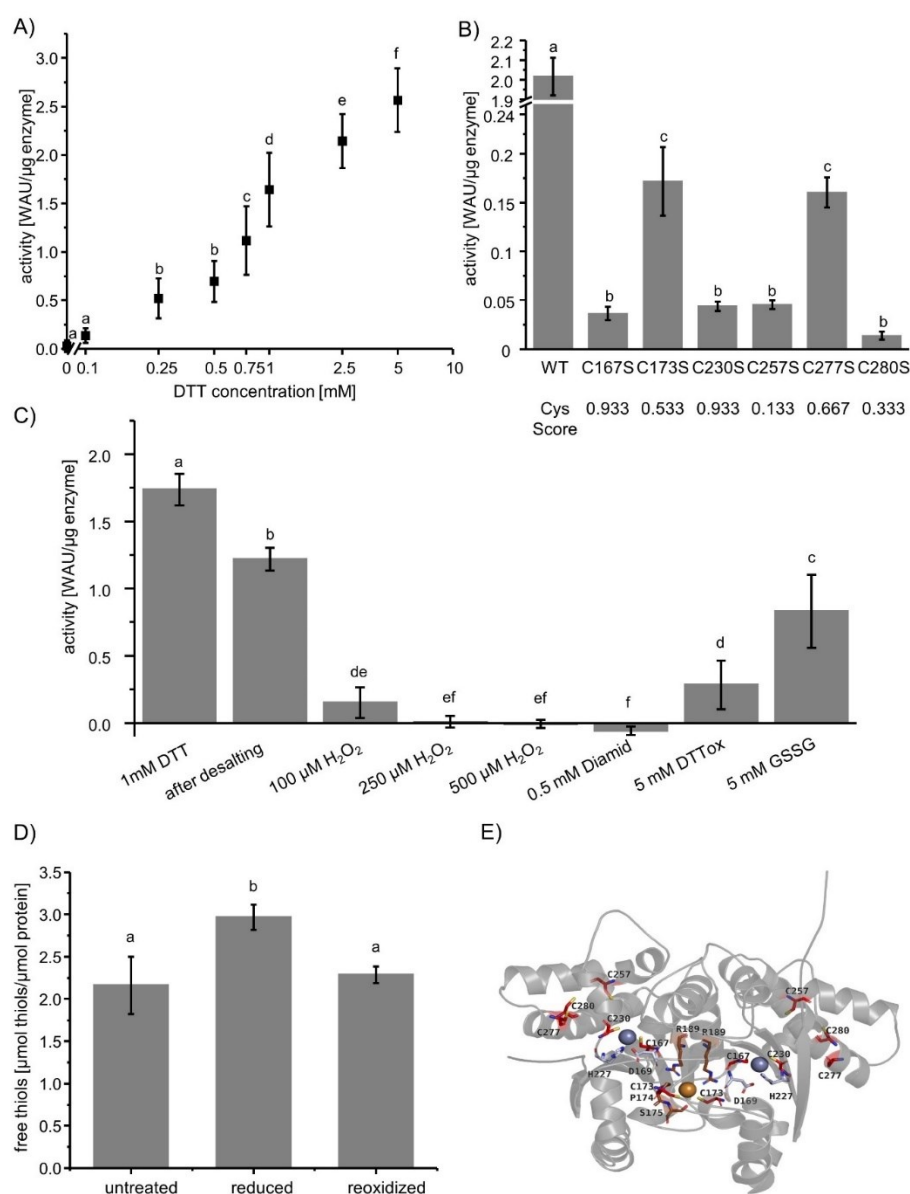 A)
3.0
2.5
2.0
1.5
1.0
0.5
0.0
activity [WAU/µg enzyme]
a
a
b
b
c
d
e
f
0 0.1 0.25 0.5 0.751 2.5 5 10
DTT concentration [mM]
B)
2.2
2.1
2.0
1.9
0.24
0.2
0.15
0.1
0.05
0
activity [WAU/µg enzyme]
a
b
c
b
b
c
b
WT C167S C173S C230S C257S C277S C280S
Cys 0.933 0.533 0.933 0.133 0.667 0.333
Score
C)
2.0
1.5
1.0
0.5
0.0
activity [WAU/µg enzyme]
a
b
de
ef
ef
f
d
c
1mM DTT
after desalting
100 µM H₂O₂
250 µM H₂O₂
500 µM H₂O₂
0.5 mM Diamid
5 mM DTTox
5 mM GSSG
D)
3.5
3.0
2.5
2.0
1.5
1.0
0.5
0.0
free thiols [µmol thiols/µmol protein]
a
b
a
untreated reduced reoxidized
E)
C257
C257
C280
C280
C277
C230
R189
R189
C167
C167
C230
C277
H227
D169
D169
H227
C173
C173
P174
S175